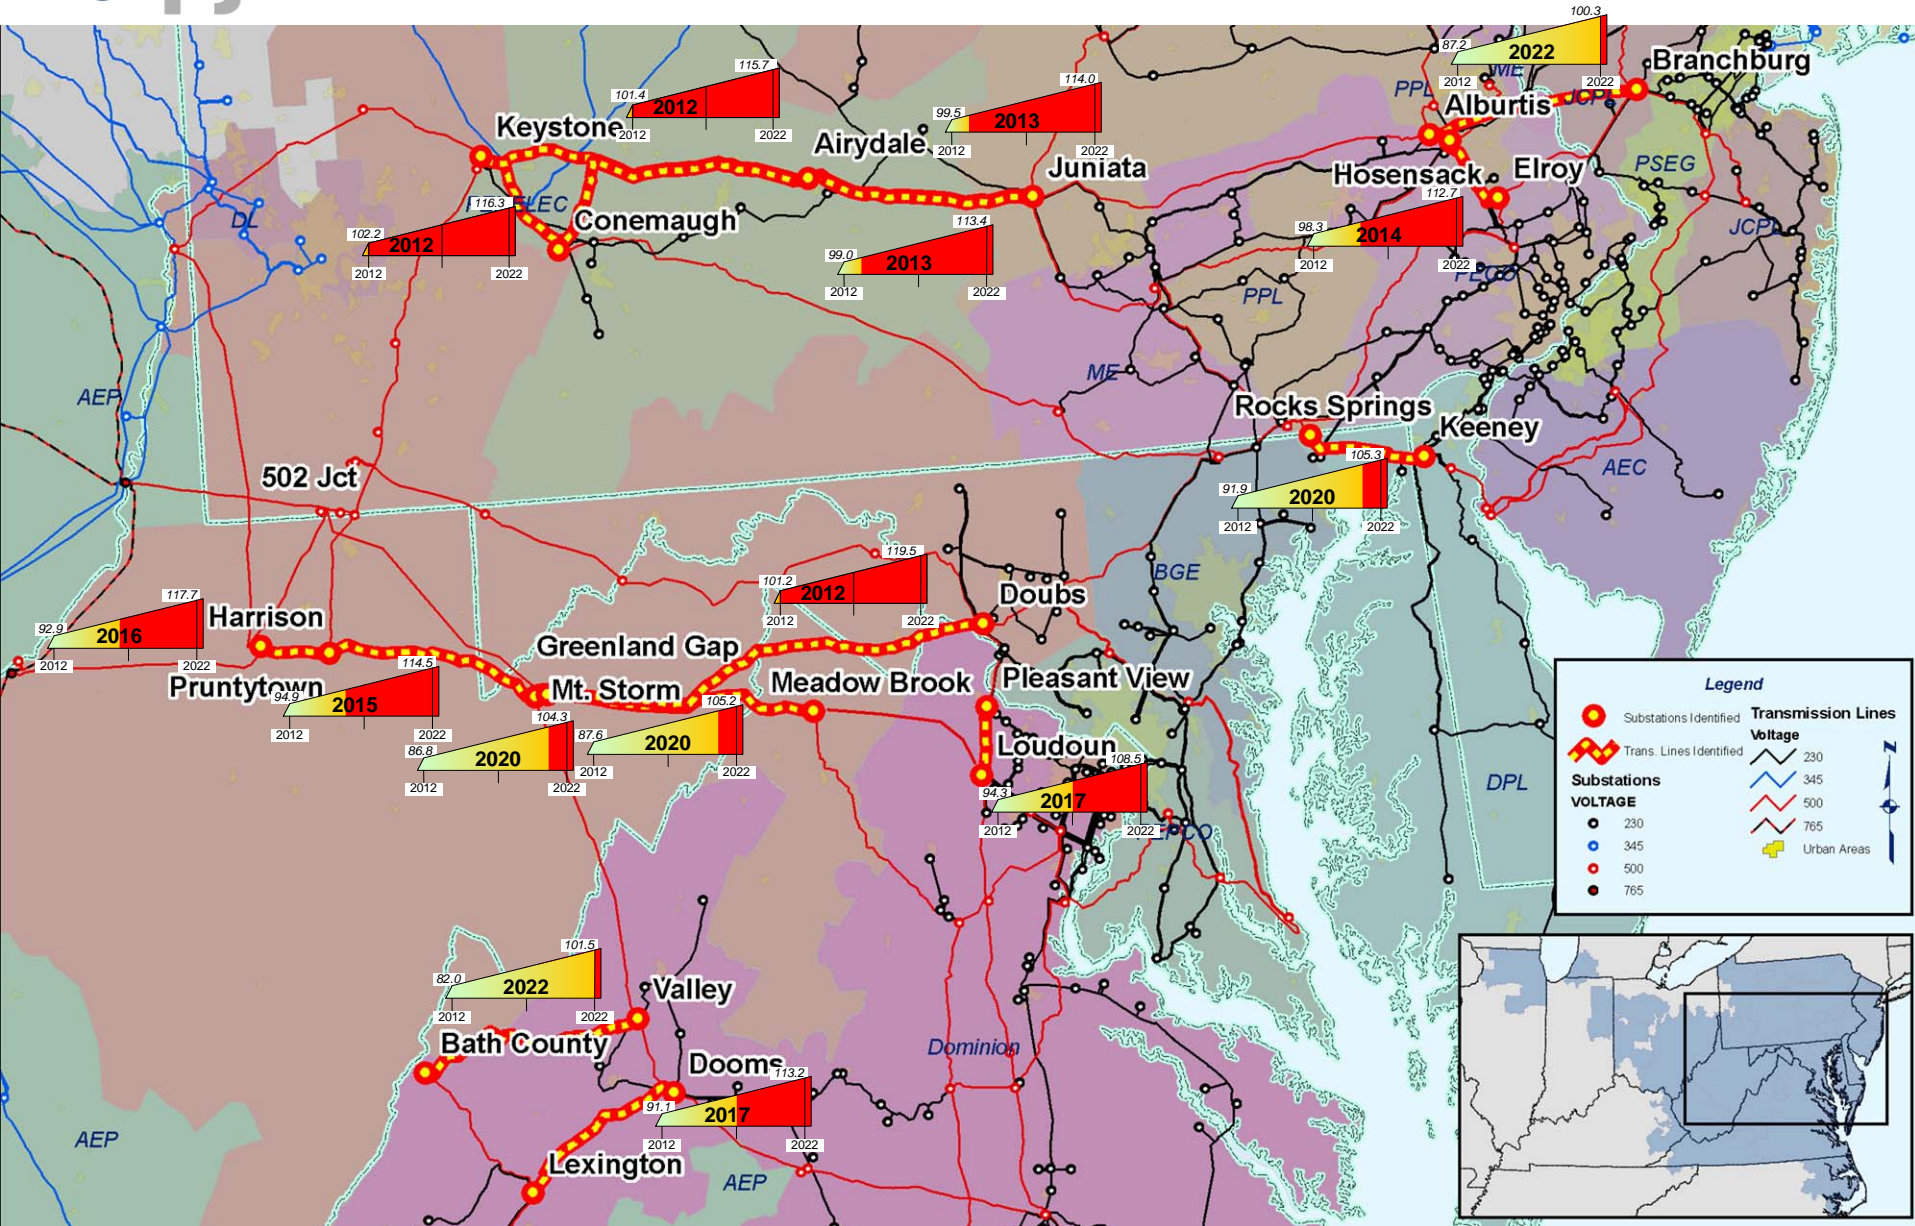 100.3
87.2
2022
2012
2022
Branchburg
ME
PPL
JCPL
Alburtis
115.7
101.4
2012
2012
2022
Keystone
114.0
99.5
2013
2012
2022
Airydale
Juniata
Hosensack
Elroy
PSEG
JCPL
112.7
98.3
2014
2012
2022
PECO
116.3
102.2
2012
2012
2022
Conemaugh
DL
113.4
99.0
2013
2012
2022
PPL
ME
AEP
Rocks Springs
Keeney
105.3
91.9
2020
2012
2022
AEC
502 Jct
BGE
119.5
101.2
2012
2012
2022
Doubs
117.7
92.9
2016
2012
2022
Harrison
Greenland Gap
Pruntytown
114.5
94.9
2015
2012
2022
Mt. Storm
Meadow Brook
Pleasant View
105.2
87.6
2020
2012
2022
104.3
86.8
2020
2012
2022
Loudoun
108.5
94.3
2017
2012
2022
DPL
Legend
Substations Identified
Trans. Lines Identified
Substations
VOLTAGE
230
345
500
765
Transmission Lines
Voltage
230
345
500
765
Urban Areas
N
101.5
82.0
2022
2012
2022
Valley
Bath County
Dominion
Dooms
113.2
91.1
2017
2012
2022
Lexington
AEP
AEP